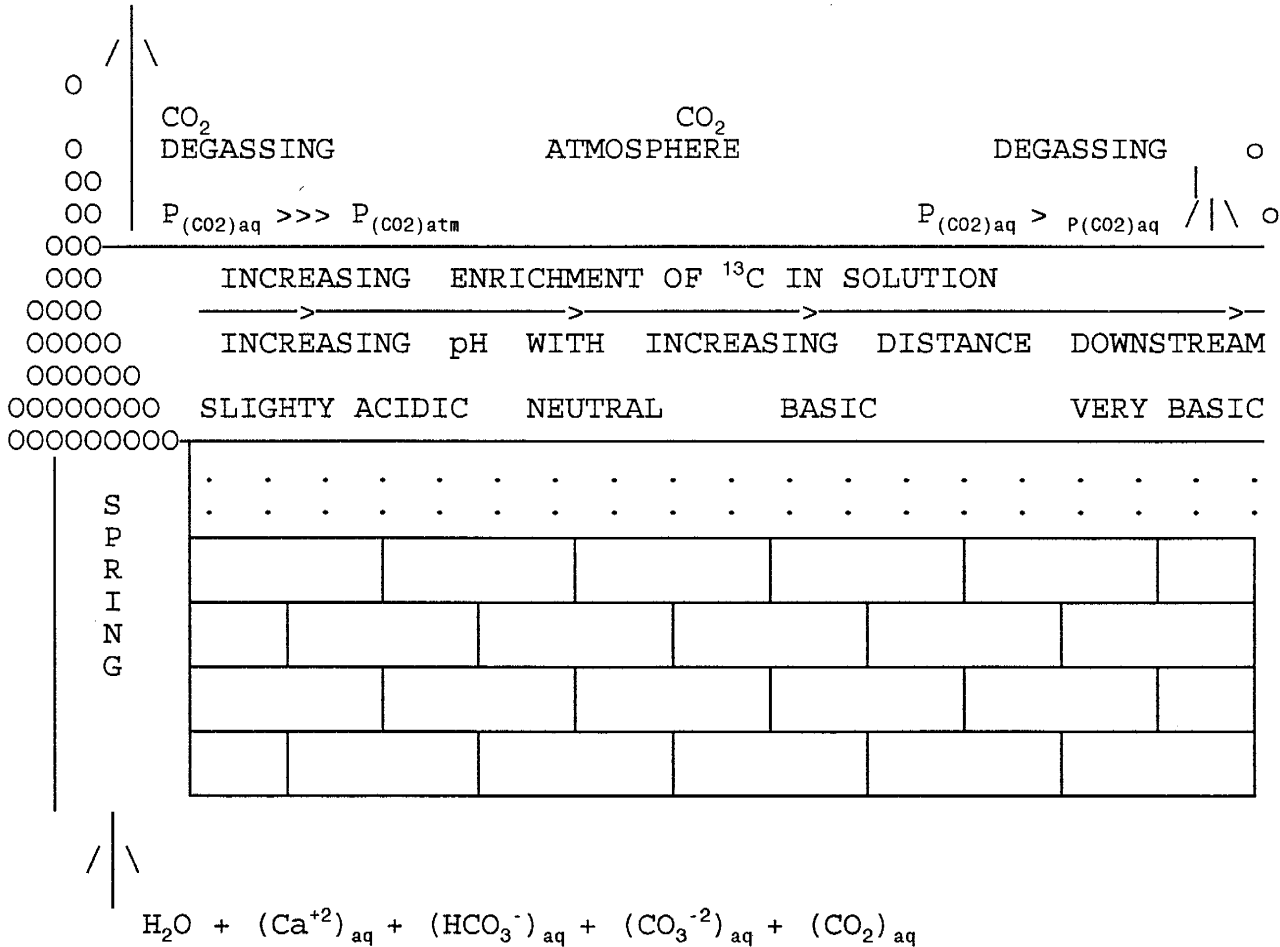 CO₂ CO₂
DEGASSING ATMOSPHERE DEGASSING
P(CO2)aq >>> P(CO2)atm P(CO2)aq > P(CO2)aq
INCREASING ENRICHMENT OF ¹³C IN SOLUTION
INCREASING pH WITH INCREASING DISTANCE DOWNSTREAM
SLIGHTY ACIDIC NEUTRAL BASIC VERY BASIC
SPRING
H₂O + (Ca⁺²)aq + (HCO₃⁻)aq + (CO₃⁻²)aq + (CO₂)aq